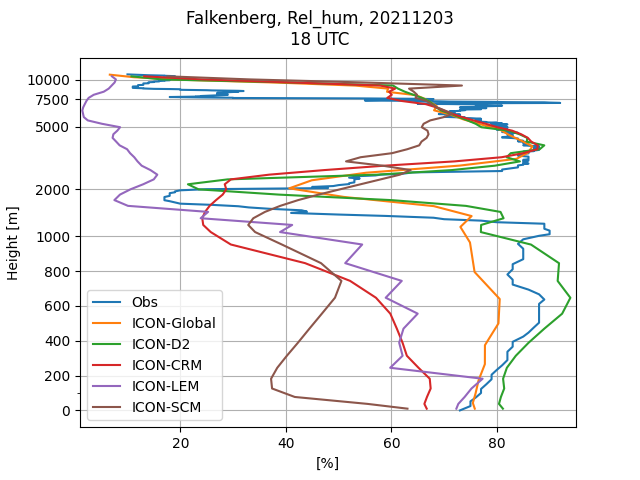 Falkenberg, Rel_hum, 20211203
18 UTC
10000
7500
5000
2000
1000
800
600
400
200
0
Height [m]
Obs
ICON-Global
ICON-D2
ICON-CRM
ICON-LEM
ICON-SCM
20
40
60
80
[%]